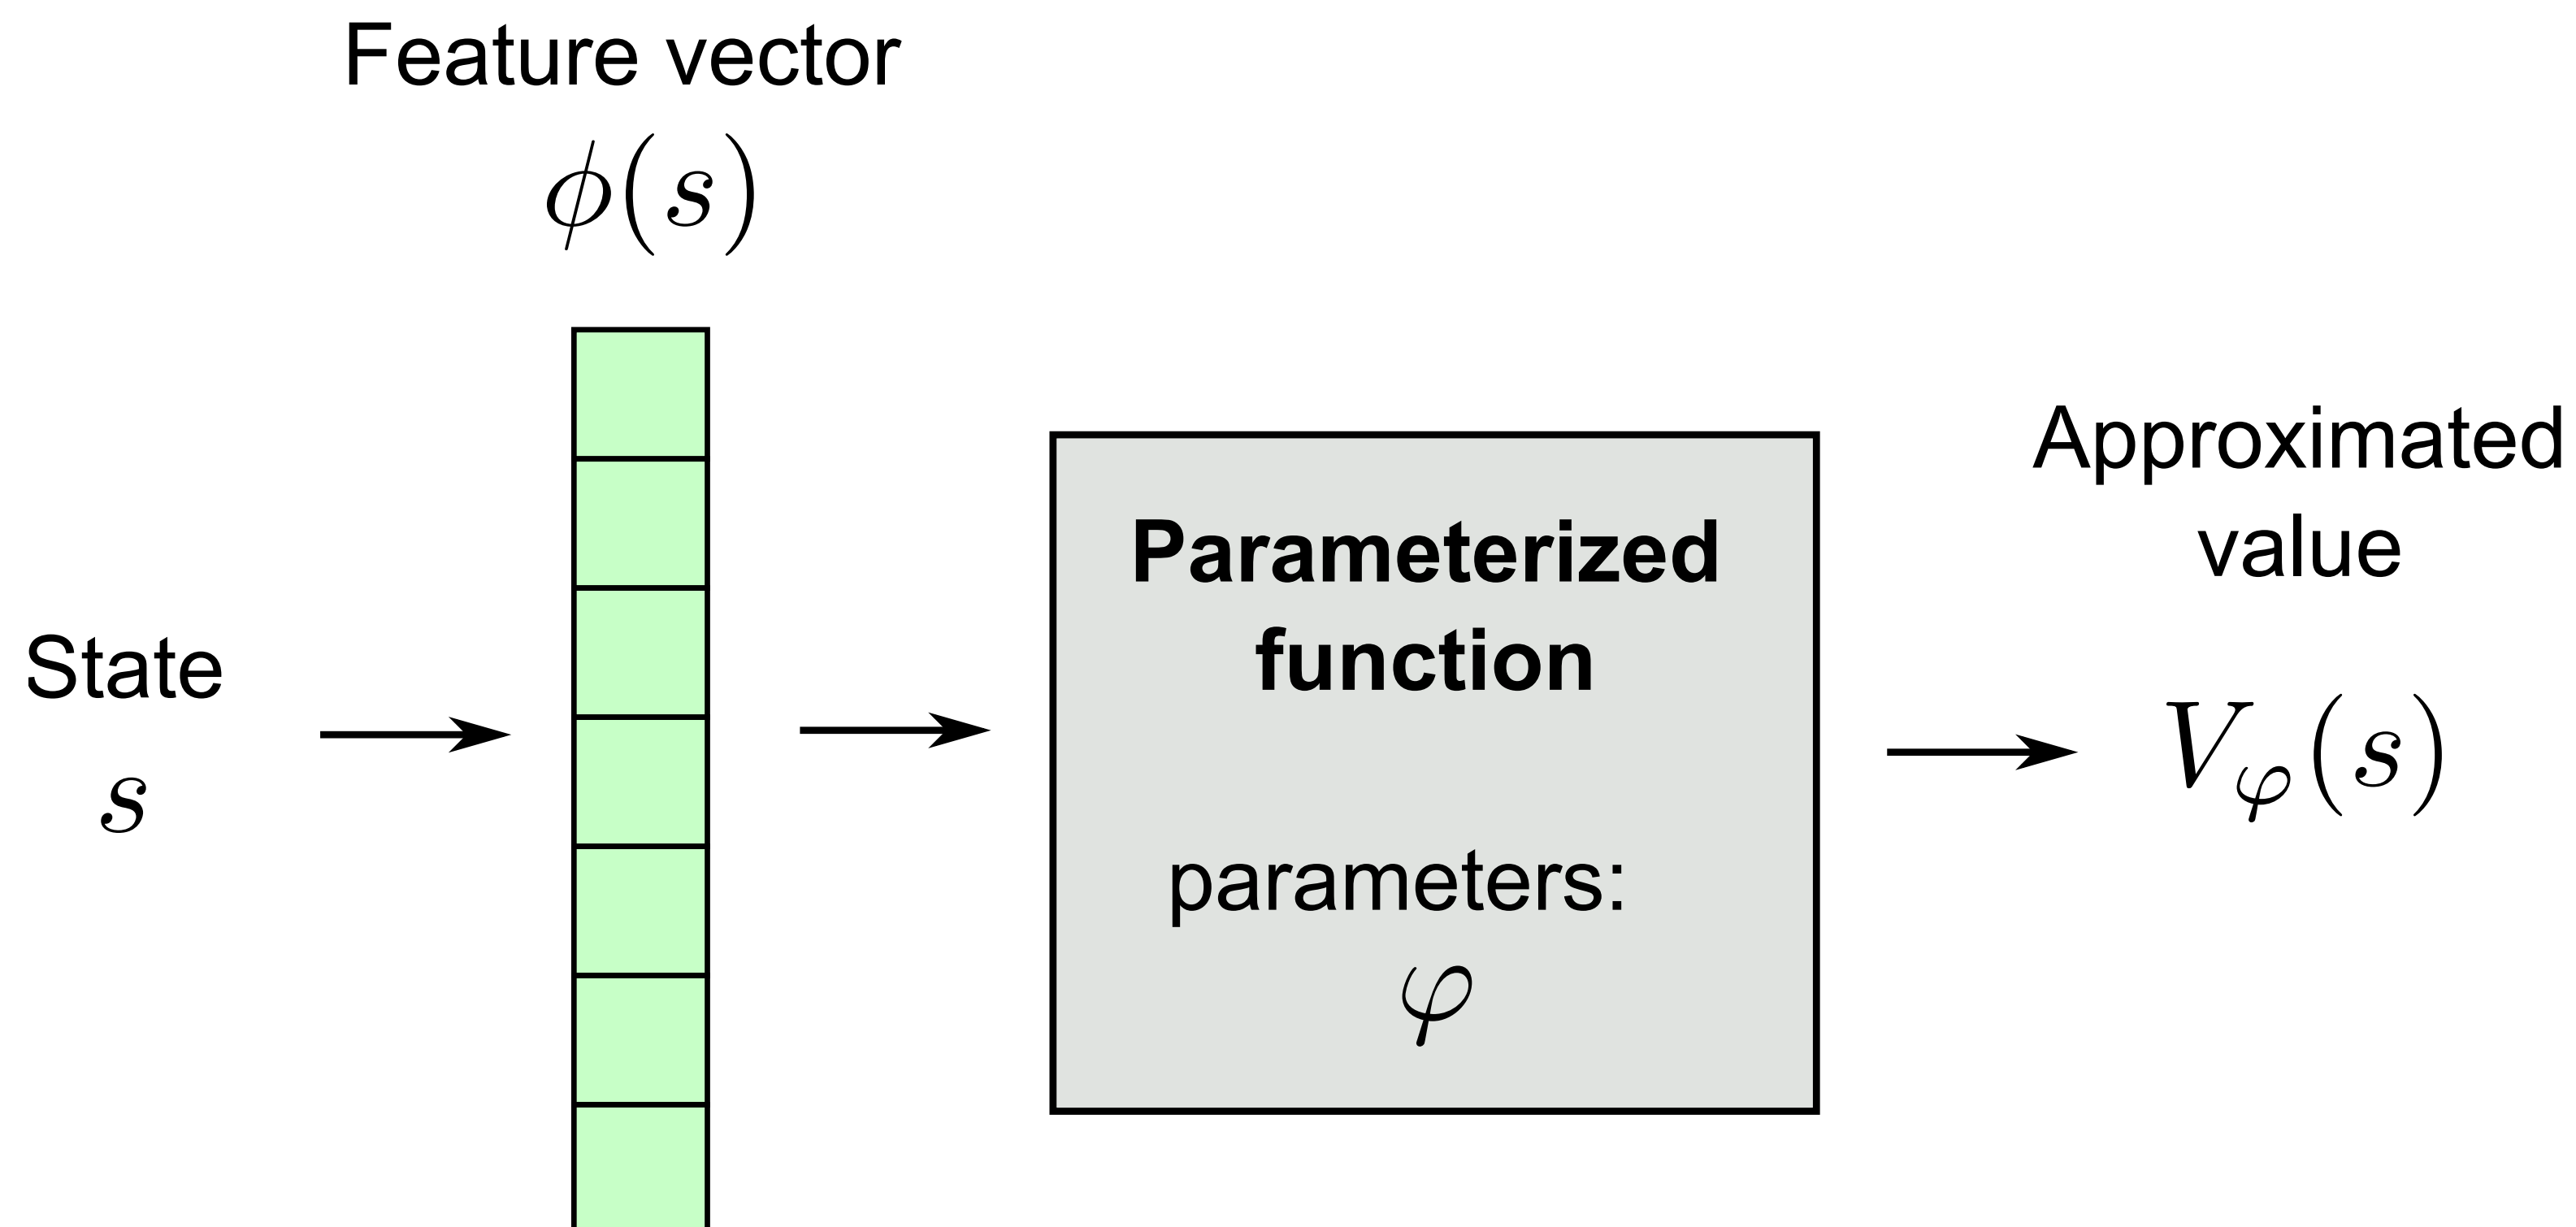 Feature vector
ϕ(s)
State
s
Parameterized
function
parameters:
φ
Approximated
value
V_φ(s)